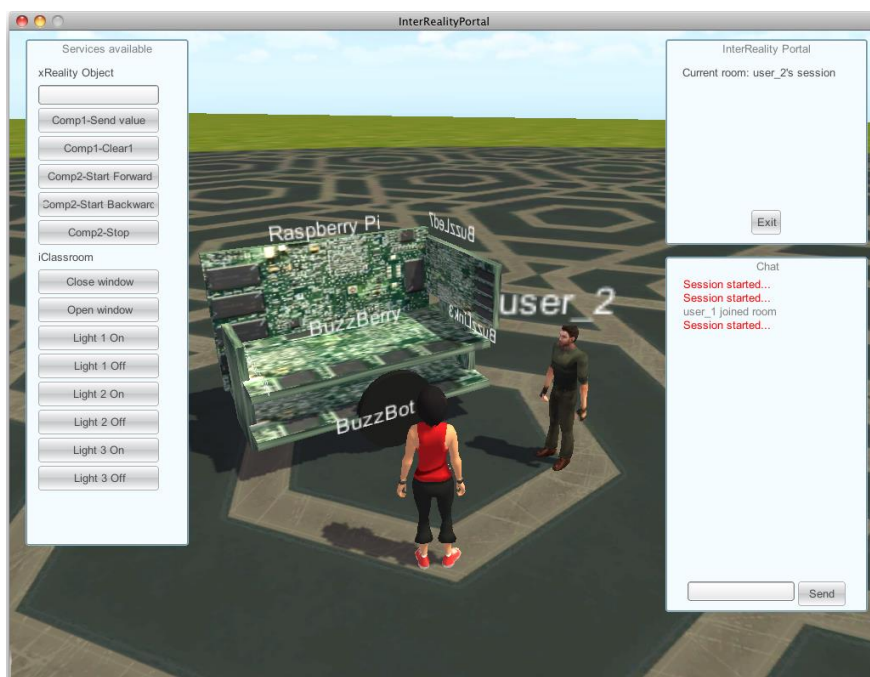 InterRealityPortal
Services available
xReality Object
Comp1-Send value
Comp1-Clear1
Comp2-Start Forward
Comp2-Start Backward
Comp2-Stop
iClassroom
Close window
Open window
Light 1 On
Light 1 Off
Light 2 On
Light 2 Off
Light 3 On
Light 3 Off
Raspberry Pi
BuzzLed7
BuzzBerry
BuzzLink3
user_2
BuzzBot
InterReality Portal
Current room: user_2's session
Exit
Chat
Session started...
Session started...
user_1 joined room
Session started...
Send